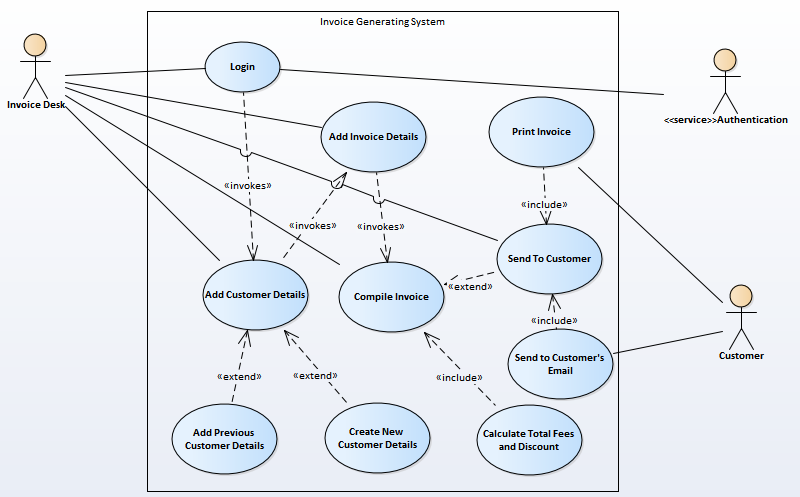 Invoice Generating System
Login
Invoice Desk
<<service>>Authentication
Add Invoice Details
Print Invoice
«invokes»
«include»
«invokes»
«invokes»
Send To Customer
«extend»
Add Customer Details
Compile Invoice
«include»
Send to Customer's
Email
Customer
«extend»
«extend»
«include»
Add Previous
Customer Details
Create New
Customer Details
Calculate Total Fees
and Discount